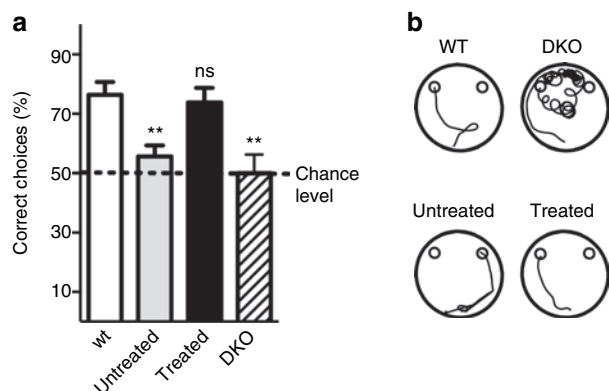 a
Correct choices (%)
90
70
50
30
10
**
ns
**
Chance
level
wt
Untreated
Treated
DKO
b
WT
DKO
Untreated
Treated